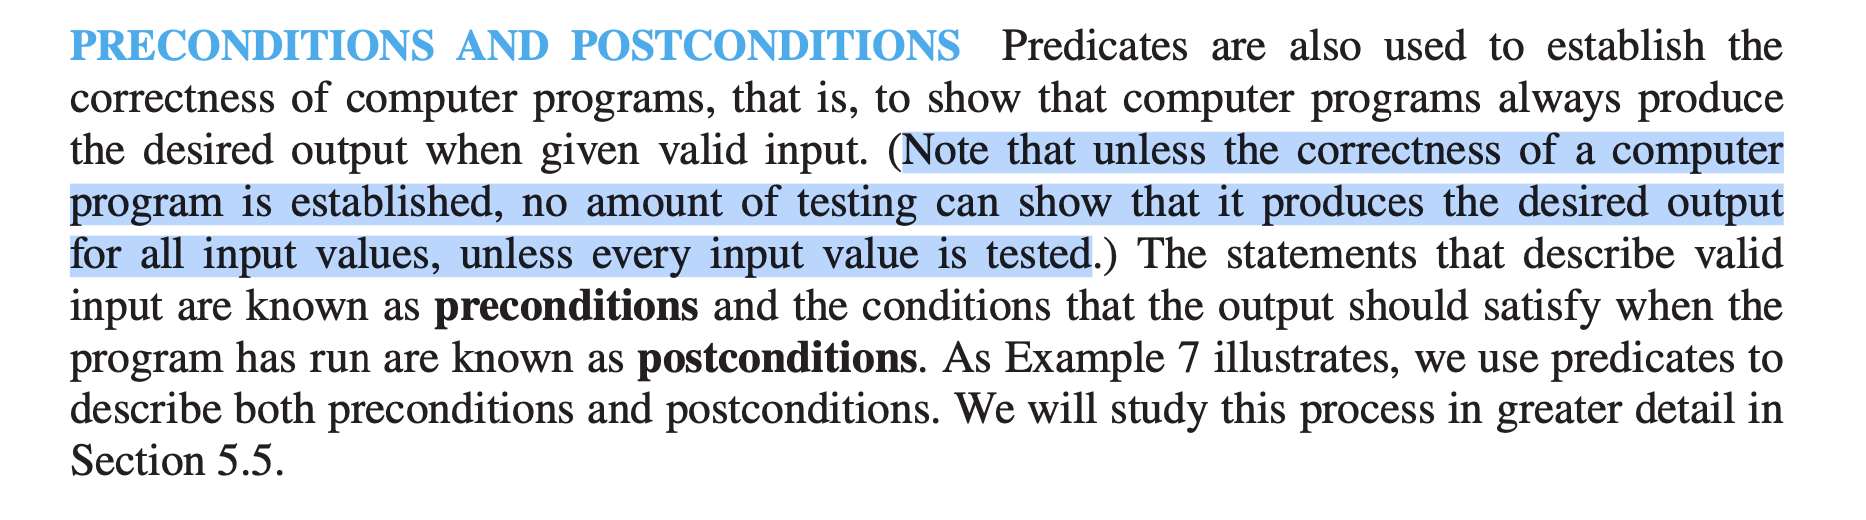 PRECONDITIONS AND POSTCONDITIONS Predicates are also used to establish the
correctness of computer programs, that is, to show that computer programs always produce
the desired output when given valid input. (Note that unless the correctness of a computer
program is established, no amount of testing can show that it produces the desired output
for all input values, unless every input value is tested.) The statements that describe valid
input are known as preconditions and the conditions that the output should satisfy when the
program has run are known as postconditions. As Example 7 illustrates, we use predicates to
describe both preconditions and postconditions. We will study this process in greater detail in
Section 5.5.